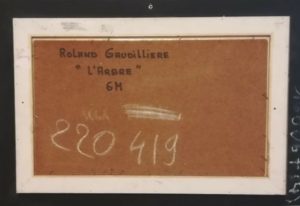 Roland Gaudilliere
"L'Arbre"
6M
220 419